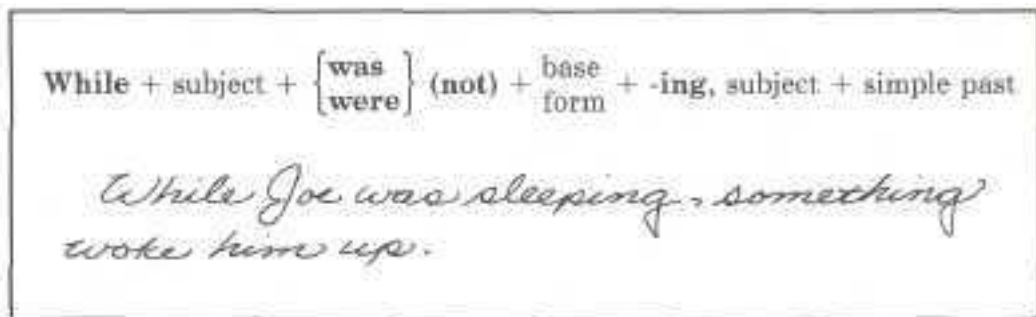 While + subject + {was were} (not) + base form + -ing, subject + simple past
While Joe was sleeping, something
woke him up.